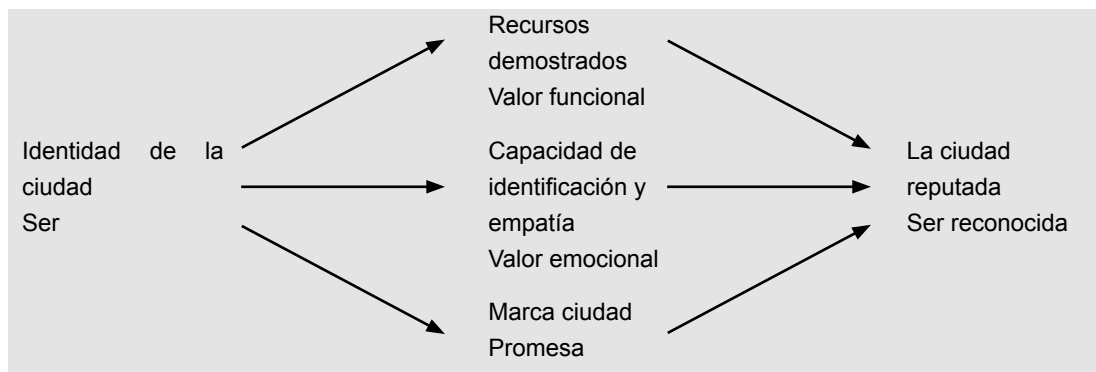 Identidad de la
ciudad
Ser
Recursos
demostrados
Valor funcional
Capacidad de
identificación y
empatía
Valor emocional
Marca ciudad
Promesa
La ciudad
reputada
Ser reconocida